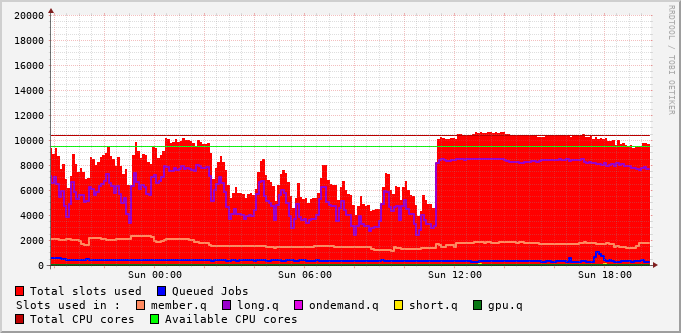 20000
18000
16000
14000
12000
10000
8000
6000
4000
2000
0
Sun 00:00 Sun 06:00 Sun 12:00 Sun 18:00
RRDTOOL / TOBI OETIKER
Total slots used Queued Jobs
Slots used in : member.q long.q ondemand.q short.q gpu.q
Total CPU cores Available CPU cores